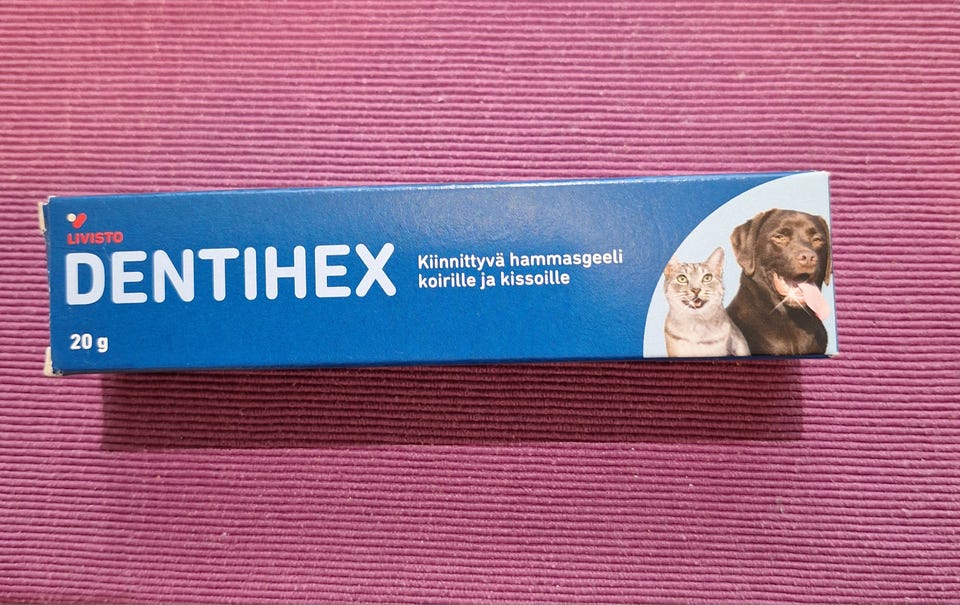 LIVISTO
DENTIHEX
Kiinnittyvä hammasgeeli
koirille ja kissoille
20 g